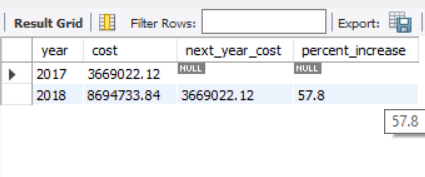 Result Grid Filter Rows: Export:
year cost next_year_cost percent_increase
2017 3669022.12 NULL NULL
2018 8694733.84 3669022.12 57.8
57.8